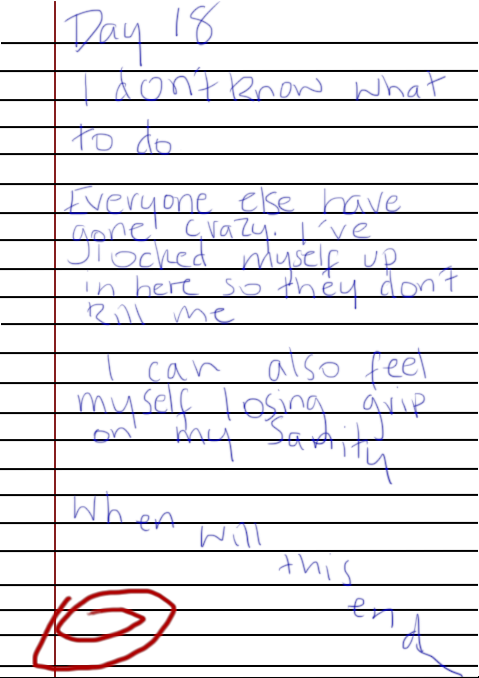 Day 18
I don't know what
to do
Everyone else have
gone crazy. I've
locked myself up
in here so they don't
kill me
I can also feel
myself losing grip
on my sanity
When will
this
end